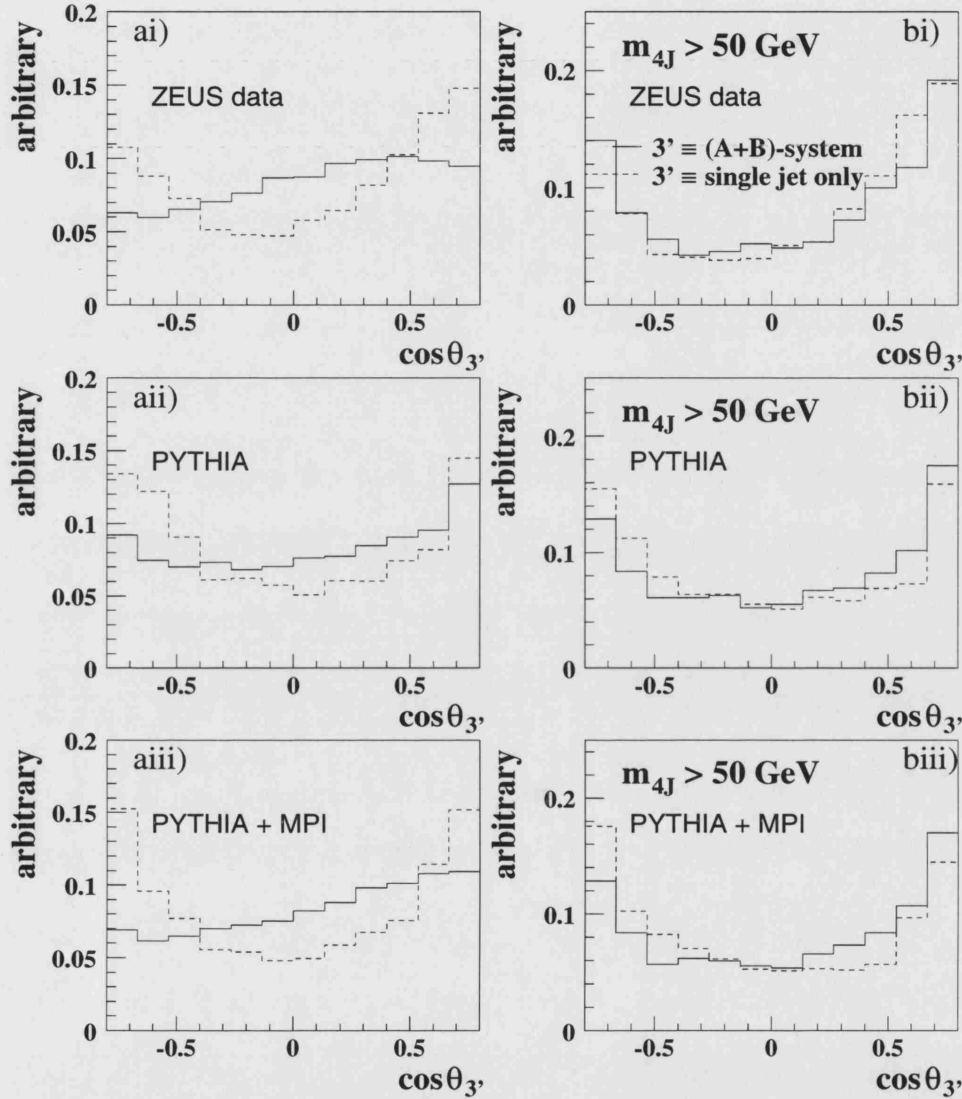 ai)
ZEUS data
arbitrary
0.2
0.15
0.1
0.05
0
-0.5 0 0.5
cosθ3’
bi)
m4J > 50 GeV
ZEUS data
3’ ≡ (A+B)-system
3’ ≡ single jet only
arbitrary
0.2
0.1
0
-0.5 0 0.5
cosθ3’
aii)
PYTHIA
arbitrary
0.2
0.15
0.1
0.05
0
-0.5 0 0.5
cosθ3’
bii)
m4J > 50 GeV
PYTHIA
arbitrary
0.2
0.1
0
-0.5 0 0.5
cosθ3’
aiii)
PYTHIA + MPI
arbitrary
0.2
0.15
0.1
0.05
0
-0.5 0 0.5
cosθ3’
biii)
m4J > 50 GeV
PYTHIA + MPI
arbitrary
0.2
0.1
0
-0.5 0 0.5
cosθ3’